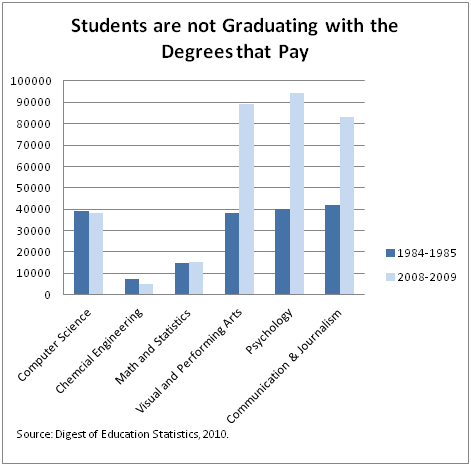 Students are not Graduating with the
Degrees that Pay
100000
90000
80000
70000
60000
50000
40000
30000
20000
10000
0
Computer Science
Chemcial Engineering
Math and Statistics
Visual and Performing Arts
Psychology
Communication & Journalism
1984-1985
2008-2009
Source: Digest of Education Statistics, 2010.